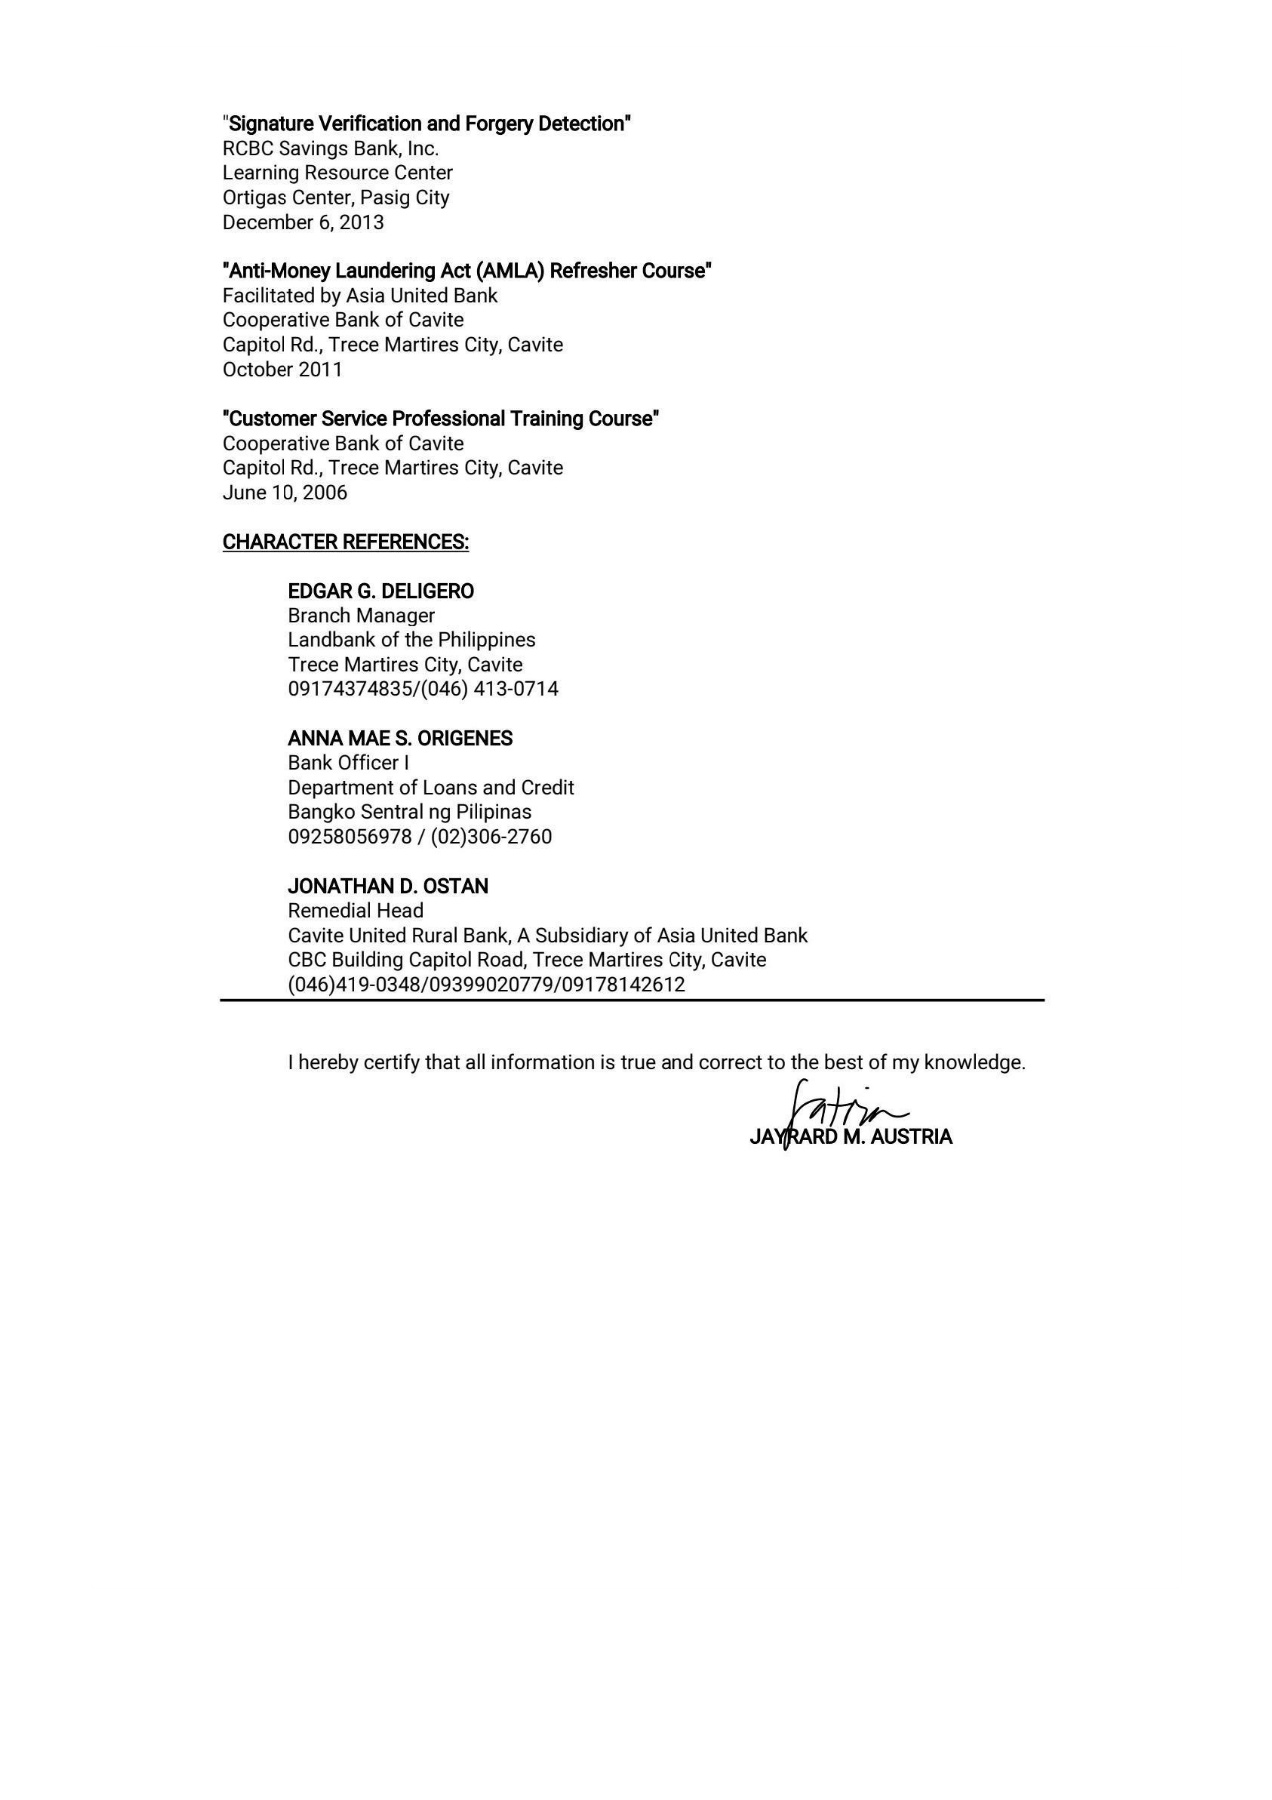 "Signature Verification and Forgery Detection"
RCBC Savings Bank, Inc.
Learning Resource Center
Ortigas Center, Pasig City
December 6, 2013
"Anti-Money Laundering Act (AMLA) Refresher Course"
Facilitated by Asia United Bank
Cooperative Bank of Cavite
Capitol Rd., Trece Martires City, Cavite
October 2011
"Customer Service Professional Training Course"
Cooperative Bank of Cavite
Capitol Rd., Trece Martires City, Cavite
June 10, 2006
CHARACTER REFERENCES:
EDGAR G. DELIGERO
Branch Manager
Landbank of the Philippines
Trece Martires City, Cavite
09174374835/(046) 413-0714
ANNA MAE S. ORIGENES
Bank Officer I
Department of Loans and Credit
Bangko Sentral ng Pilipinas
09258056978 / (02)306-2760
JONATHAN D. OSTAN
Remedial Head
Cavite United Rural Bank, A Subsidiary of Asia United Bank
CBC Building Capitol Road, Trece Martires City, Cavite
(046)419-0348/09399020779/09178142612
I hereby certify that all information is true and correct to the best of my knowledge.
JAYRARD M. AUSTRIA